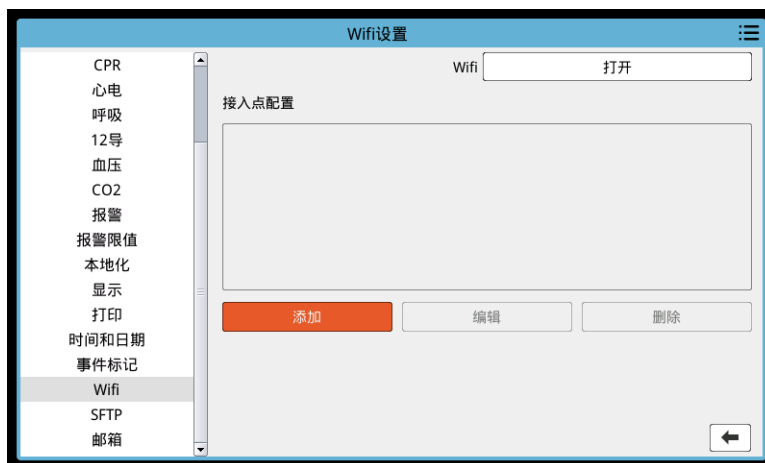 Wifi设置
CPR
心电
呼吸
12导
血压
CO2
报警
报警限值
本地化
显示
打印
时间和日期
事件标记
Wifi
SFTP
邮箱
Wifi 打开
接入点配置
添加 编辑 删除